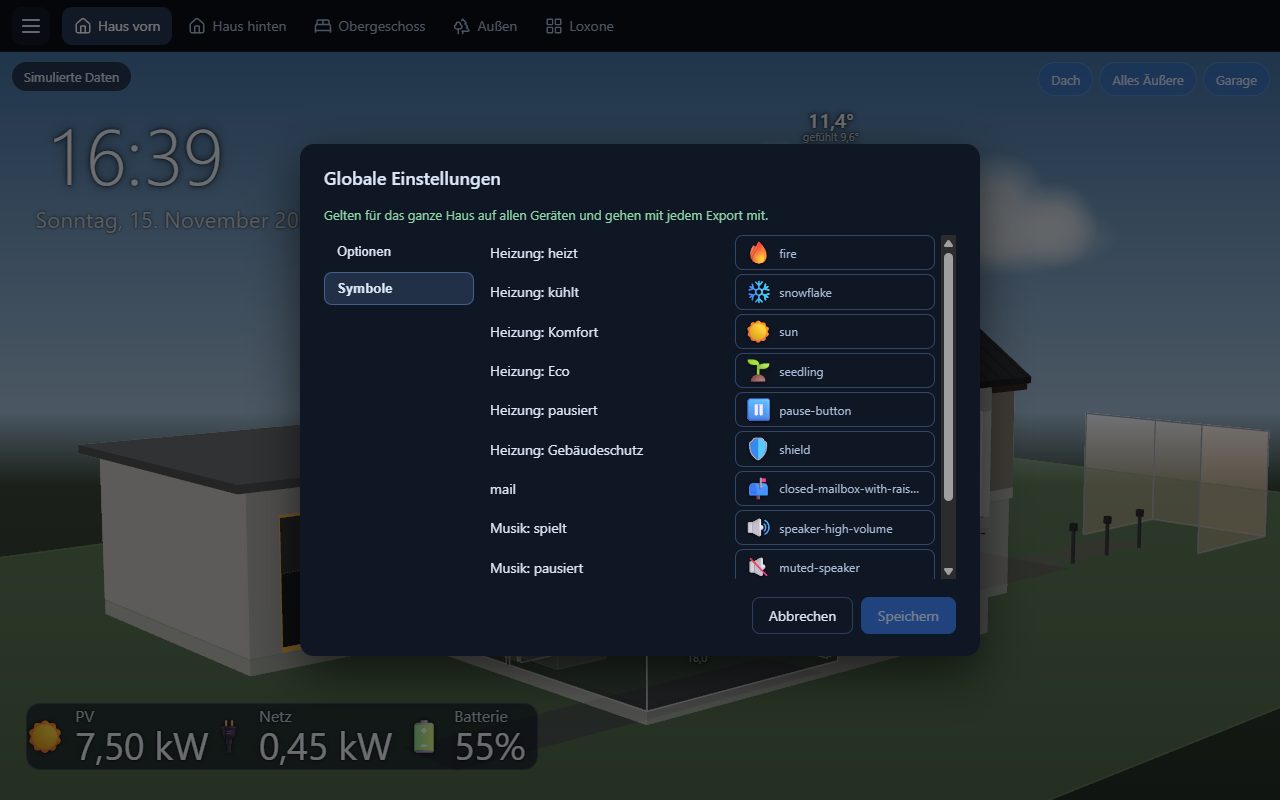 Haus vorn
Haus hinten
Obergeschoss
Außen
Loxone
Simulierte Daten
Dach
Alles Äußere
Garage
16:39
Sonntag, 15. November 20
11,4°
gefühlt 9,6°
Globale Einstellungen
Gelten für das ganze Haus auf allen Geräten und gehen mit jedem Export mit.
Optionen
Symbole
Heizung: heizt
fire
Heizung: kühlt
snowflake
Heizung: Komfort
sun
Heizung: Eco
seedling
Heizung: pausiert
pause-button
Heizung: Gebäudeschutz
shield
mail
closed-mailbox-with-rais...
Musik: spielt
speaker-high-volume
Musik: pausiert
muted-speaker
Abbrechen
Speichern
18,0
PV
7,50 kW
Netz
0,45 kW
Batterie
55%